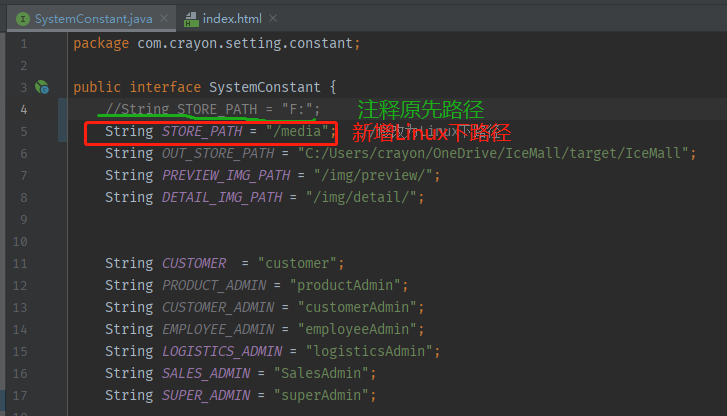 SystemConstant.java index.html
1 package com.crayon.setting.constant;
2
3 public interface SystemConstant {
4 //String STORE_PATH = "F:"; 注释原先路径
5 String STORE_PATH = "/media"; 新增Linux下路径
6 String OUT_STORE_PATH = "C:/Users/crayon/OneDrive/IceMall/target/IceMall";
7 String PREVIEW_IMG_PATH = "/img/preview/";
8 String DETAIL_IMG_PATH = "/img/detail/";
9
10
11 String CUSTOMER = "customer";
12 String PRODUCT_ADMIN = "productAdmin";
13 String CUSTOMER_ADMIN = "customerAdmin";
14 String EMPLOYEE_ADMIN = "employeeAdmin";
15 String LOGISTICS_ADMIN = "logisticsAdmin";
16 String SALES_ADMIN = "SalesAdmin";
17 String SUPER_ADMIN = "superAdmin";